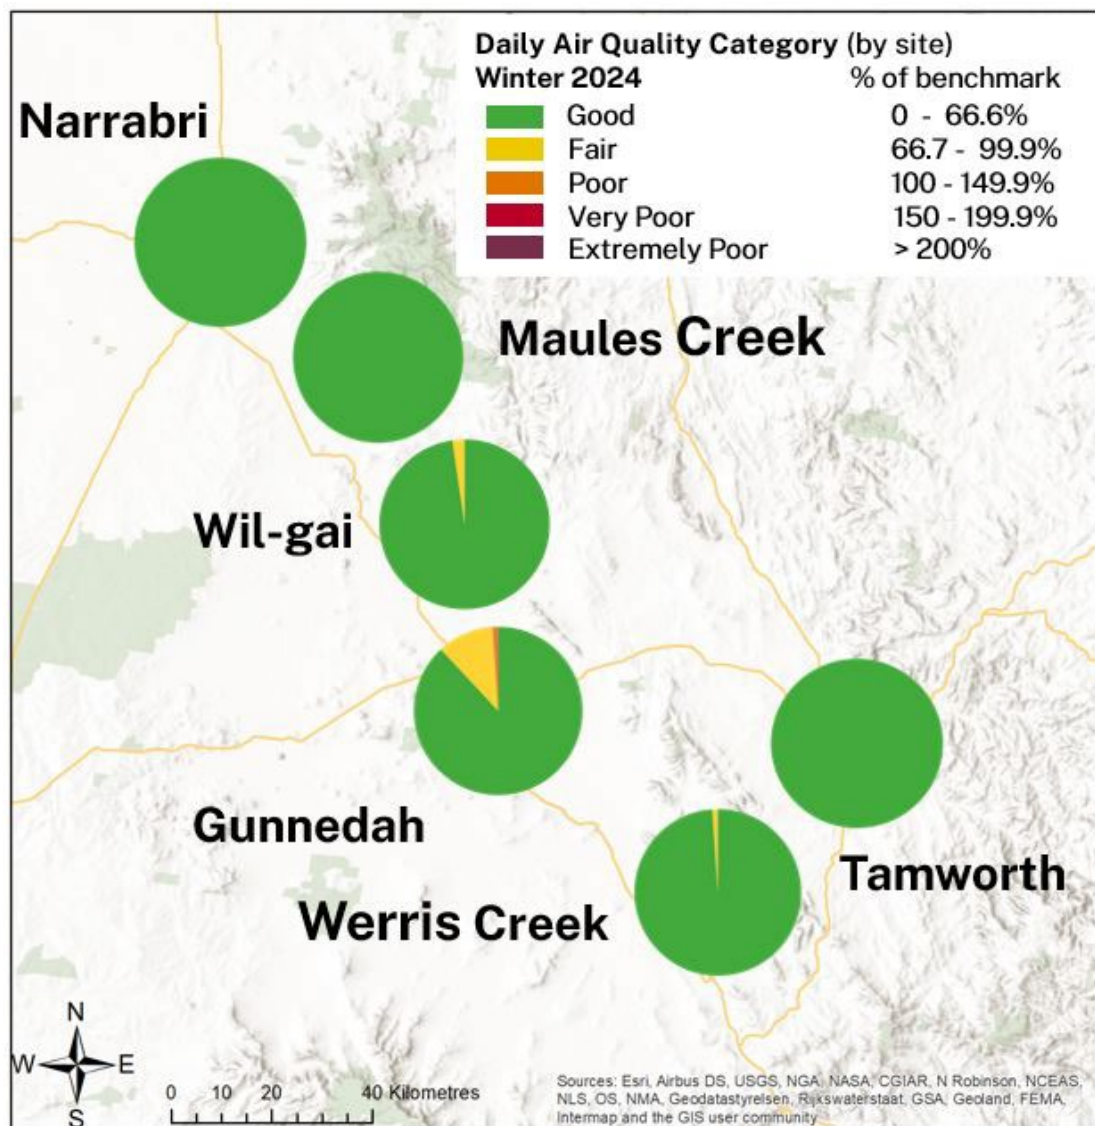 Daily Air Quality Category (by site)
Winter 2024 % of benchmark
Good 0 - 66.6%
Fair 66.7 - 99.9%
Poor 100 - 149.9%
Very Poor 150 - 199.9%
Extremely Poor > 200%
Narrabri
Maules Creek
Wil-gai
Gunnedah
Tamworth
Werris Creek
N
W E
S
0 10 20 40 Kilometres
Sources: Esri, Airbus DS, USGS, NGA, NASA, CGIAR, N Robinson, NCEAS,
NLS, OS, NMA, Geodatastyrelsen, Rijkswaterstaat, GSA, Geoland, FEMA,
Intermap and the GIS user community